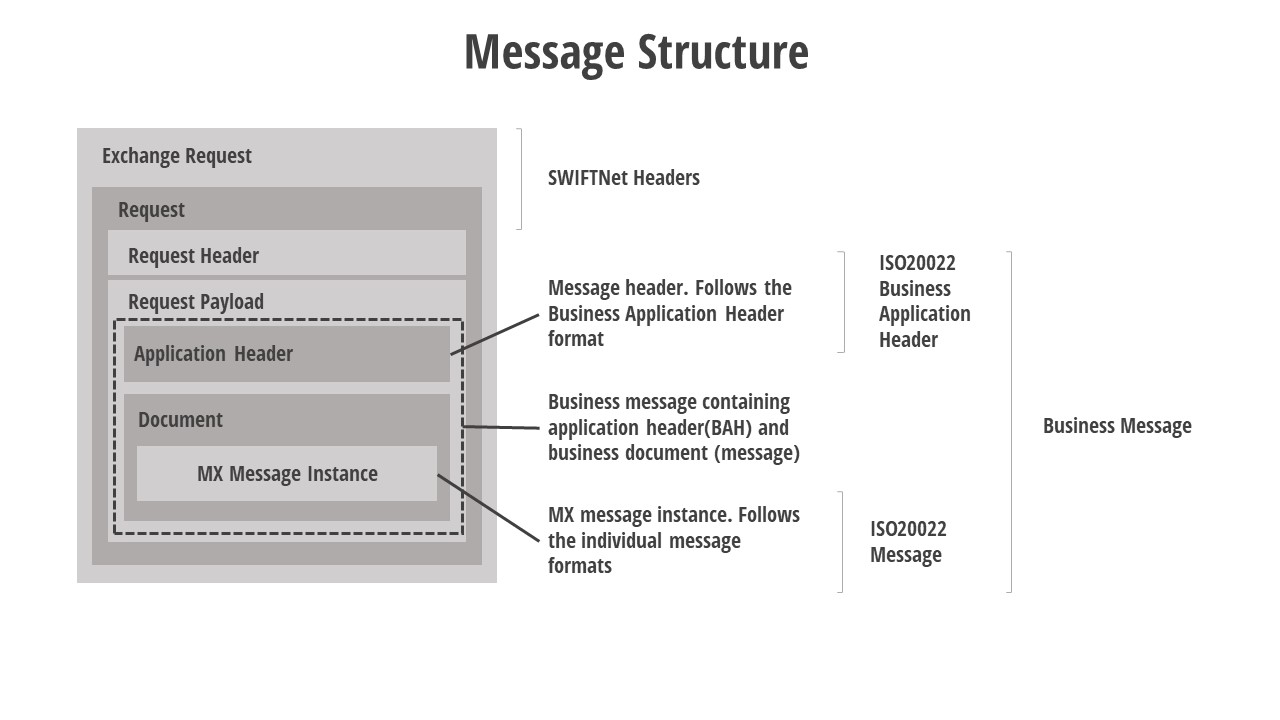 Message Structure
Exchange Request
Request
Request Header
Request Payload
Application Header
Document
MX Message Instance
SWIFTNet Headers
Message header. Follows the
Business Application Header
format
Business message containing
application header(BAH) and
business document (message)
MX message instance. Follows
the individual message
formats
ISO20022
Business
Application
Header
ISO20022
Message
Business Message